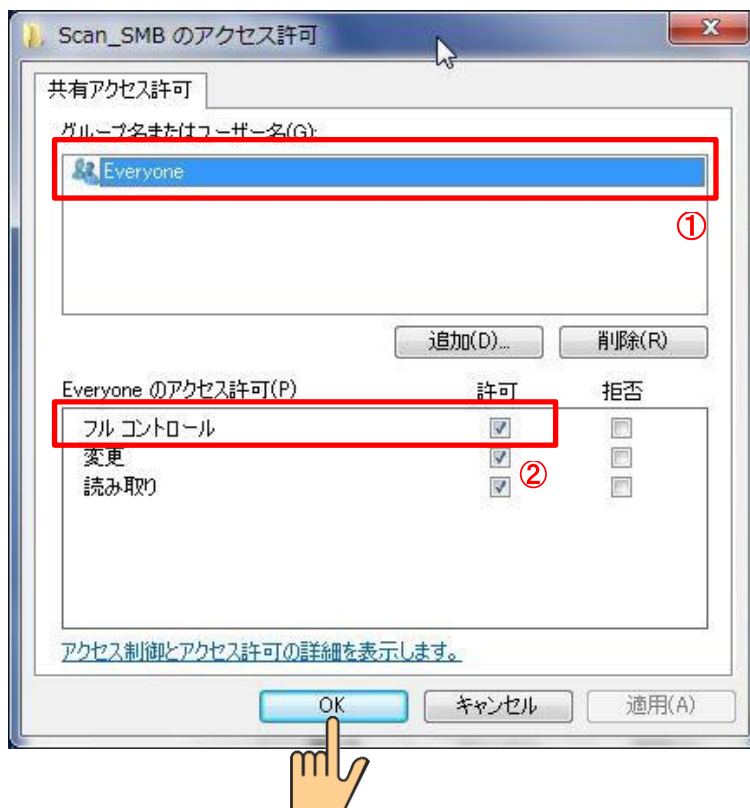 Scan_SMB のアクセス許可
共有アクセス許可
グループ名またはユーザー名(G):
Everyone
①
追加(D)... 削除(R)
Everyone のアクセス許可(P) 許可 拒否
フル コントロール
変更
②
読み取り
アクセス制御とアクセス許可の詳細を表示します。
OK キャンセル 適用(A)